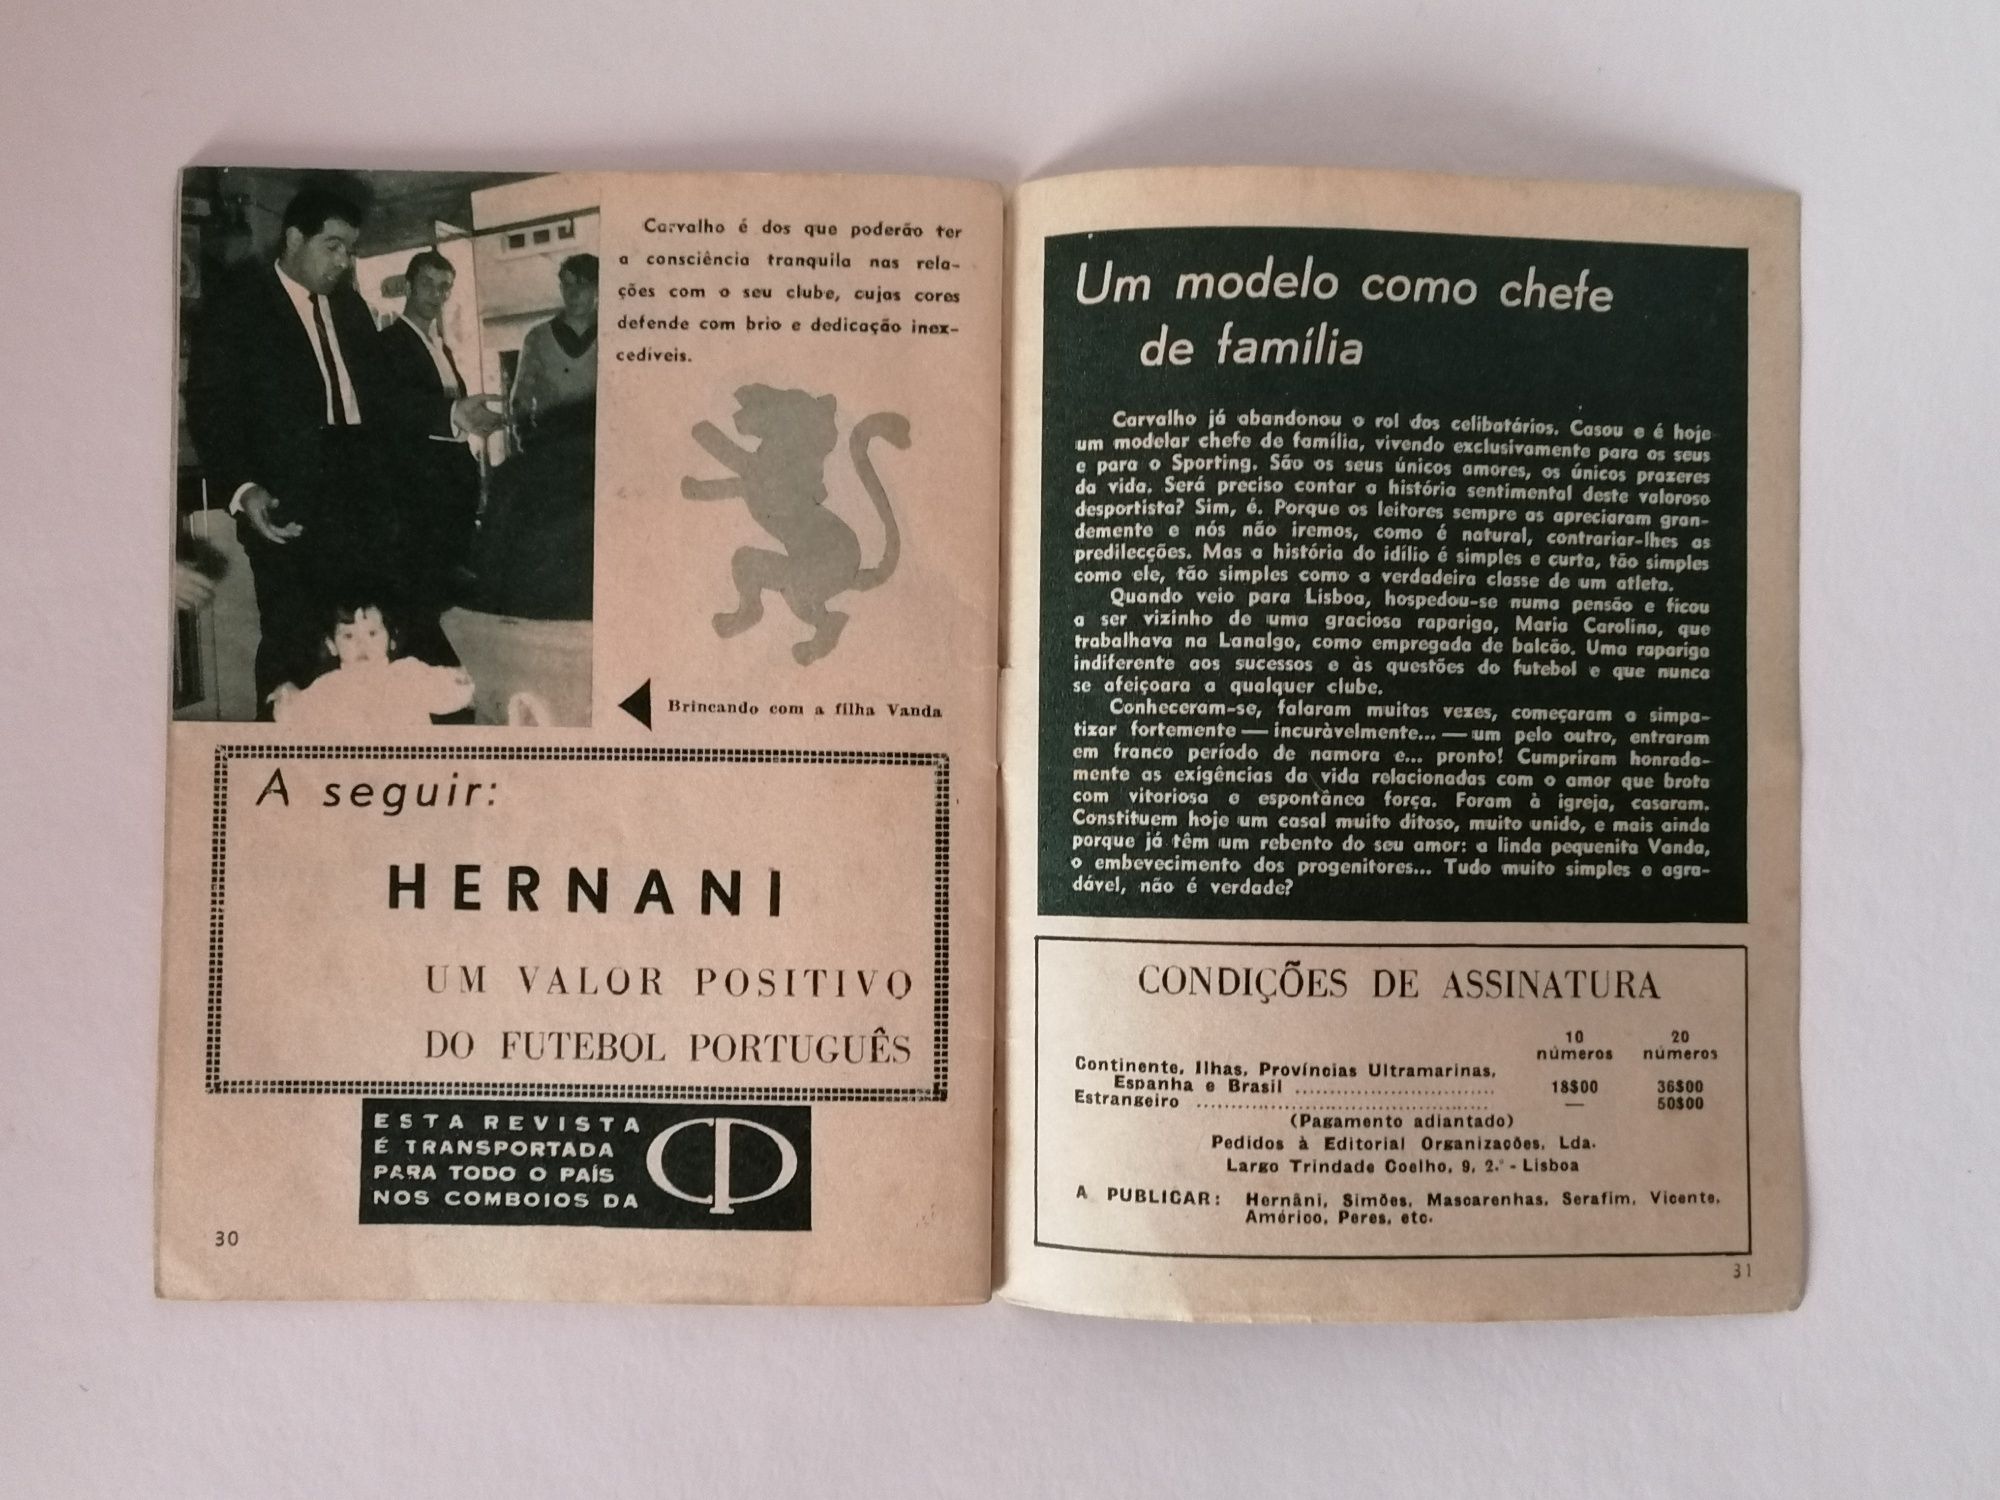 Carvalho é dos que poderão ter
a consciência tranquila nas rela-
ções com o seu clube, cujas cores
defende com brio e dedicação inex-
cedíveis.
Brincando com a filha Vanda
A seguir:
HERNANI
UM VALOR POSITIVO
DO FUTEBOL PORTUGUÊS
ESTA REVISTA
É TRANSPORTADA
PARA TODO O PAÍS
NOS COMBOIOS DA
CP
30
Um modelo como chefe
de família
Carvalho já abandonou o rol dos celibatários. Casou e é hoje
um modelar chefe de família, vivendo exclusivamente para os seus
e para o Sporting. São os seus únicos amores, os únicos prazeres
da vida. Será preciso contar a história sentimental deste valoroso
desportista? Sim, é. Porque os leitores sempre as apreciaram gran-
demente e nós não iremos, como é natural, contrariar-lhes as
predilecções. Mas a história do idílio é simples e curta, tão simples
como ele, tão simples como a verdadeira classe de um atleta.
Quando veio para Lisboa, hospedou-se numa pensão e ficou
a ser vizinho de uma graciosa rapariga, Maria Carolina, que
trabalhava na Lanalgo, como empregada de balcão. Uma rapariga
indiferente aos sucessos e às questões do futebol e que nunca
se afeiçoara a qualquer clube.
Conheceram-se, falaram muitas vezes, começaram a simpa-
tizar fortemente — incuràvelmente... — um pelo outro, entraram
em franco período de namoro e... pronto! Cumpriram honrada-
mente as exigências da vida relacionadas com o amor que brota
com vitoriosa e espontânea força. Foram à igreja, casaram.
Constituem hoje um casal muito ditoso, muito unido, e mais ainda
porque já têm um rebento do seu amor: a linda pequenita Vanda,
o embevecimento dos progenitores... Tudo muito simples e agra-
dável, não é verdade?
CONDIÇÕES DE ASSINATURA
10 20
números números
Continente, Ilhas, Províncias Ultramarinas,
Espanha e Brasil .............................. 18$00 36$00
Estrangeiro ............................................. — 50$00
(Pagamento adiantado)
Pedidos à Editorial Organizações, Lda.
Largo Trindade Coelho, 9, 2.º - Lisboa
A PUBLICAR: Hernâni, Simões, Mascarenhas, Serafim, Vicente,
Américo, Peres, etc.
31